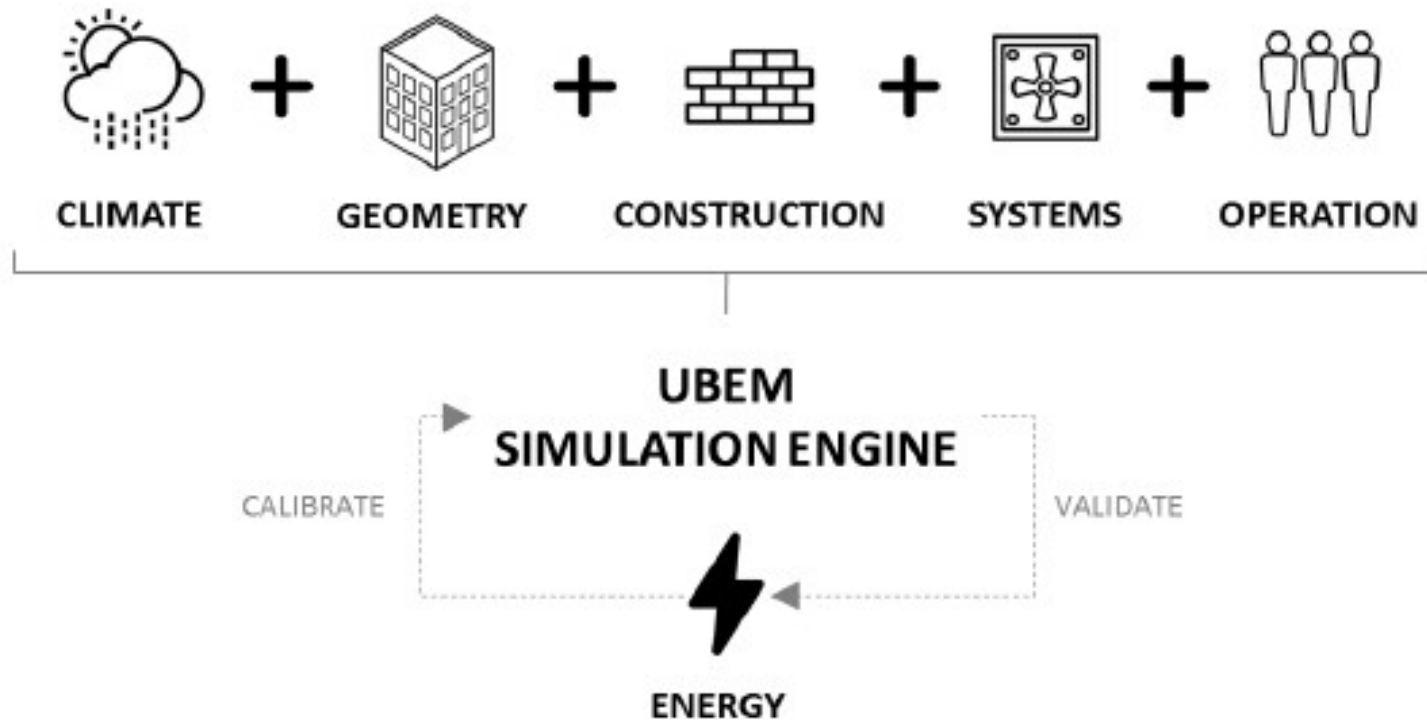 CLIMATE GEOMETRY CONSTRUCTION SYSTEMS OPERATION
UBEM
SIMULATION ENGINE
CALIBRATE VALIDATE
ENERGY